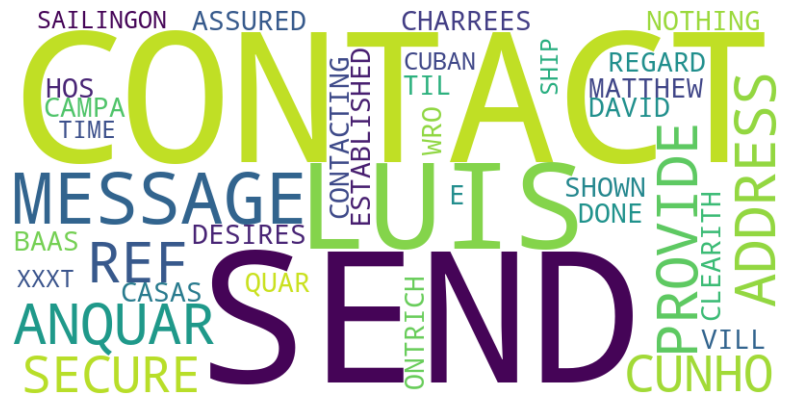 SAILINGON ASSURED CHARREES NOTHING
CONTACT
HOS CAMPA TIME
CONTACTING
ESTABLISHED
CUBAN
TIL
WRO
SHIP
REGARD
MATTHEW
DAVID
MESSAGE
LUIS
E
SHOWN
DONE
PROVIDE
CLEARITH
ADDRESS
BAAS
DESIRES
REF
XXXT
CASAS
QUAR
SEND
ANQUAR
ONTRICH
VILL
SECURE
CUNHO